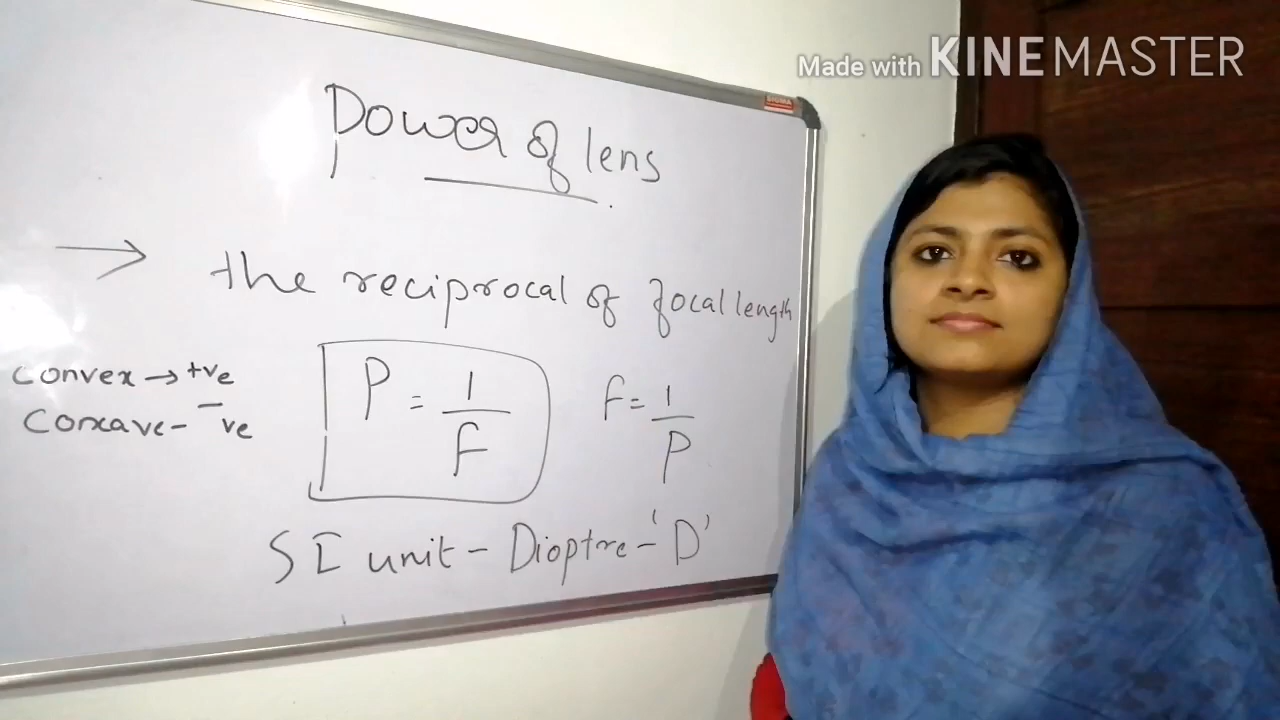 Made with KINEMASTER
SIGMA
Power of lens
→ the reciprocal of focal length
Convex → +ve
Concave - -ve
P = 1/F
F = 1/P
SI unit - Dioptre - 'D'